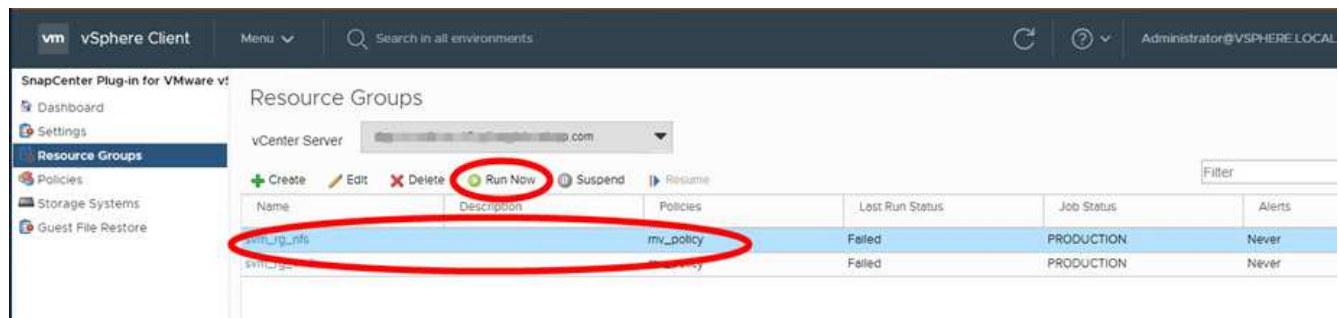 vm vSphere Client Menu Search in all environments Administrator@VSPHERE.LOCAL
SnapCenter Plug-in for VMware vS
Dashboard
Settings
Resource Groups
Policies
Storage Systems
Guest File Restore
Resource Groups
vCenter Server .com
Create Edit Delete Run Now Suspend Resume
Filter
Name Description Policies Last Run Status Job Status Alerts
svm_rg_nfs mv_policy Failed PRODUCTION Never
Failed PRODUCTION Never